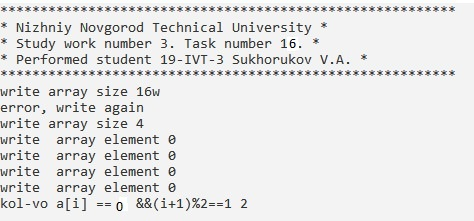 *********************************************************
* Nizhniy Novgorod Technical University *
* Study work number 3. Task number 16. *
* Performed student 19-IVT-3 Sukhorukov V.A. *
*********************************************************
write array size 16w
error, write again
write array size 4
write  array element 0
write  array element 0
write  array element 0
write  array element 0
kol-vo a[i] == 0  &&(i+1)%2==1 2